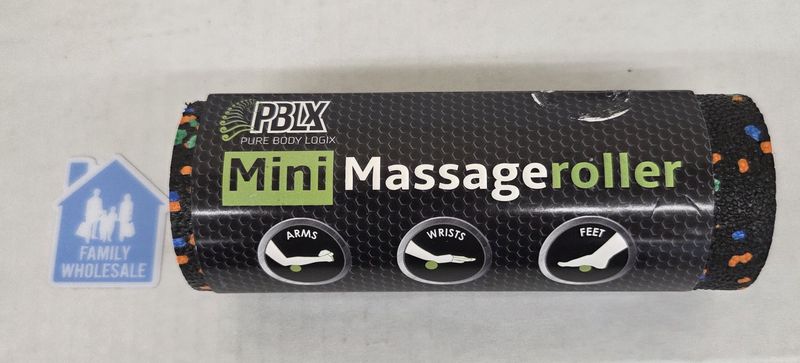 PBLX
PURE BODY LOGIX
Mini Massageroller
ARMS
WRISTS
FEET
FAMILY
WHOLESALE